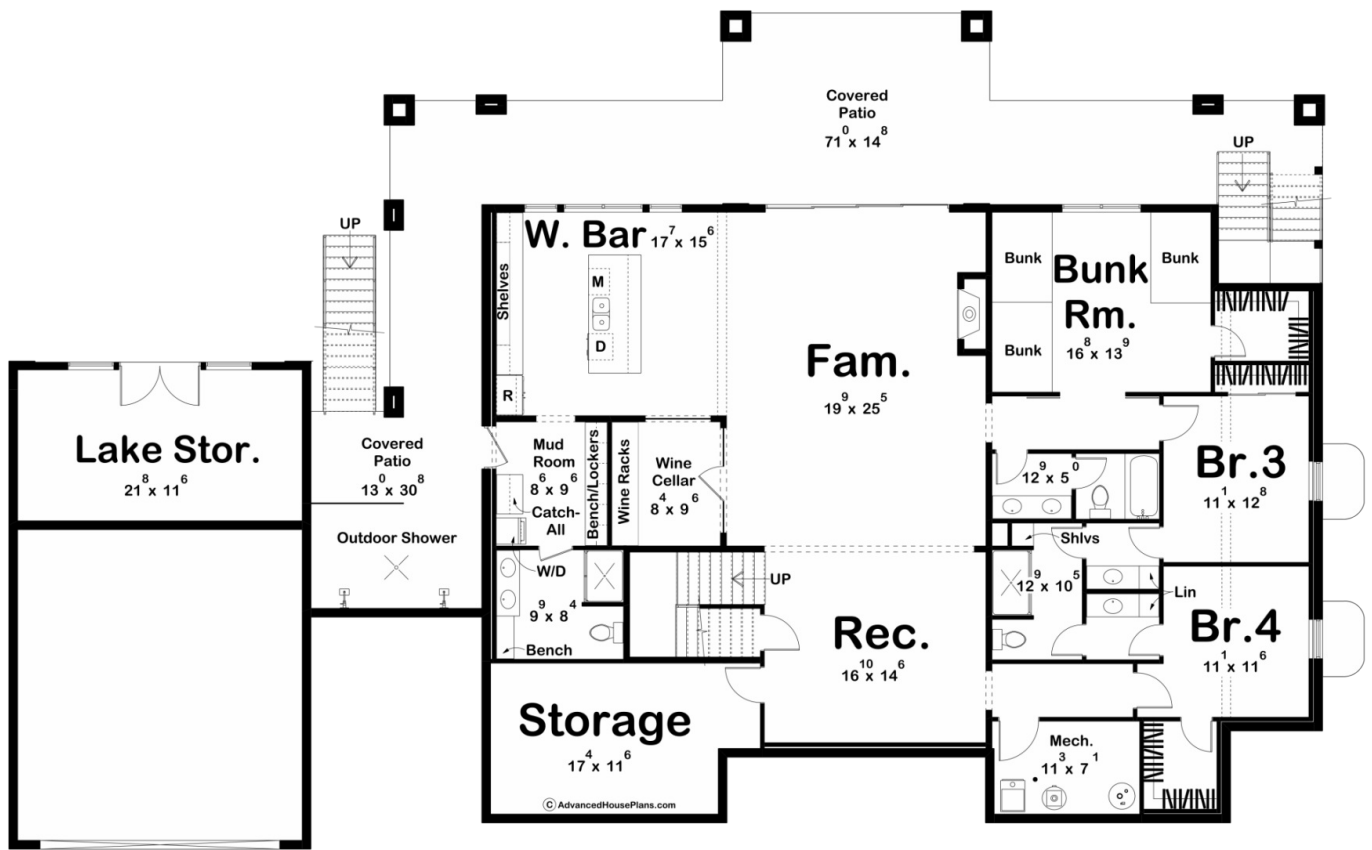 Covered
Patio
71⁰ x 14⁸
UP
UP
W. Bar 17⁷ x 15⁶
Shelves
M
D
R
Bunk
Bunk
Bunk
Bunk
Rm.
16⁸ x 13⁹
Fam.
19⁹ x 25⁵
Lake Stor.
21⁸ x 11⁶
Covered
Patio
13⁰ x 30⁸
Outdoor Shower
Mud
Room
8⁶ x 9⁶
Catch-
All
Bench/Lockers
Wine Racks
Wine
Cellar
8⁴ x 9⁶
W/D
9⁹ x 8⁴
Bench
UP
12⁹ x 5⁰
Br.3
11¹ x 12⁸
Shlvs
12⁹ x 10⁵
Lin
Br.4
11¹ x 11⁶
Rec.
16¹⁰ x 14⁶
Storage
17⁴ x 11⁶
Mech.
11³ x 7¹
© AdvancedHousePlans.com